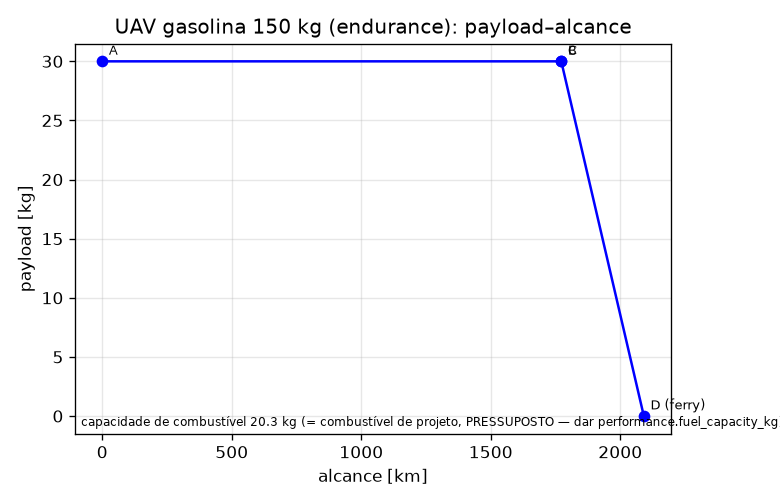 UAV gasolina 150 kg (endurance): payload–alcance
A
B
C
30
25
20
15
10
5
0
payload [kg]
D (ferry)
capacidade de combustível 20.3 kg (= combustível de projeto, PRESSUPOSTO — dar performance.fuel_capacity_kg
0
500
1000
1500
2000
alcance [km]